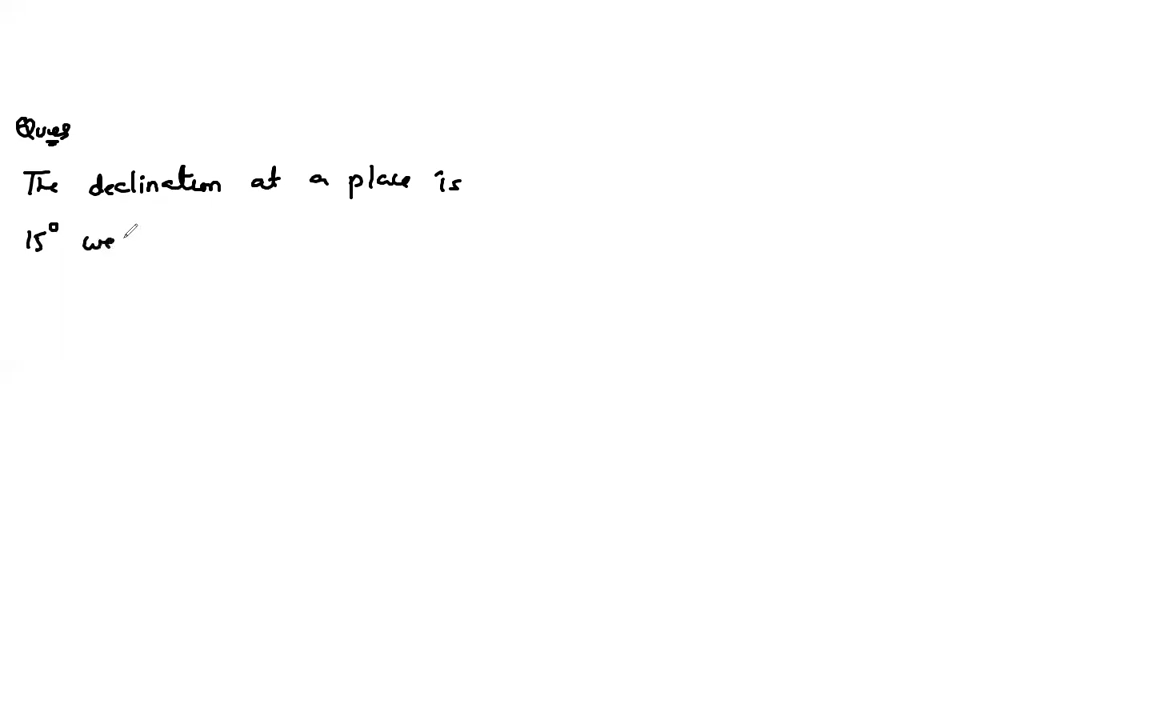 Ques
The declination at a place is
15° we